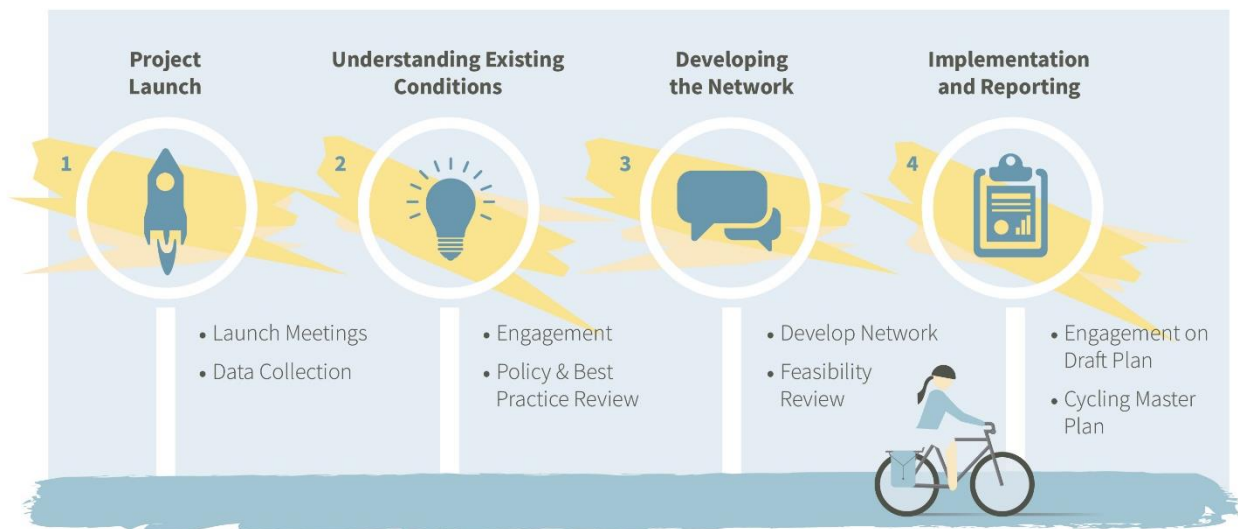 Project
Launch
1
• Launch Meetings
• Data Collection
Understanding Existing
Conditions
2
• Engagement
• Policy & Best
Practice Review
Developing
the Network
3
• Develop Network
• Feasibility
Review
Implementation
and Reporting
4
• Engagement on
Draft Plan
• Cycling Master
Plan